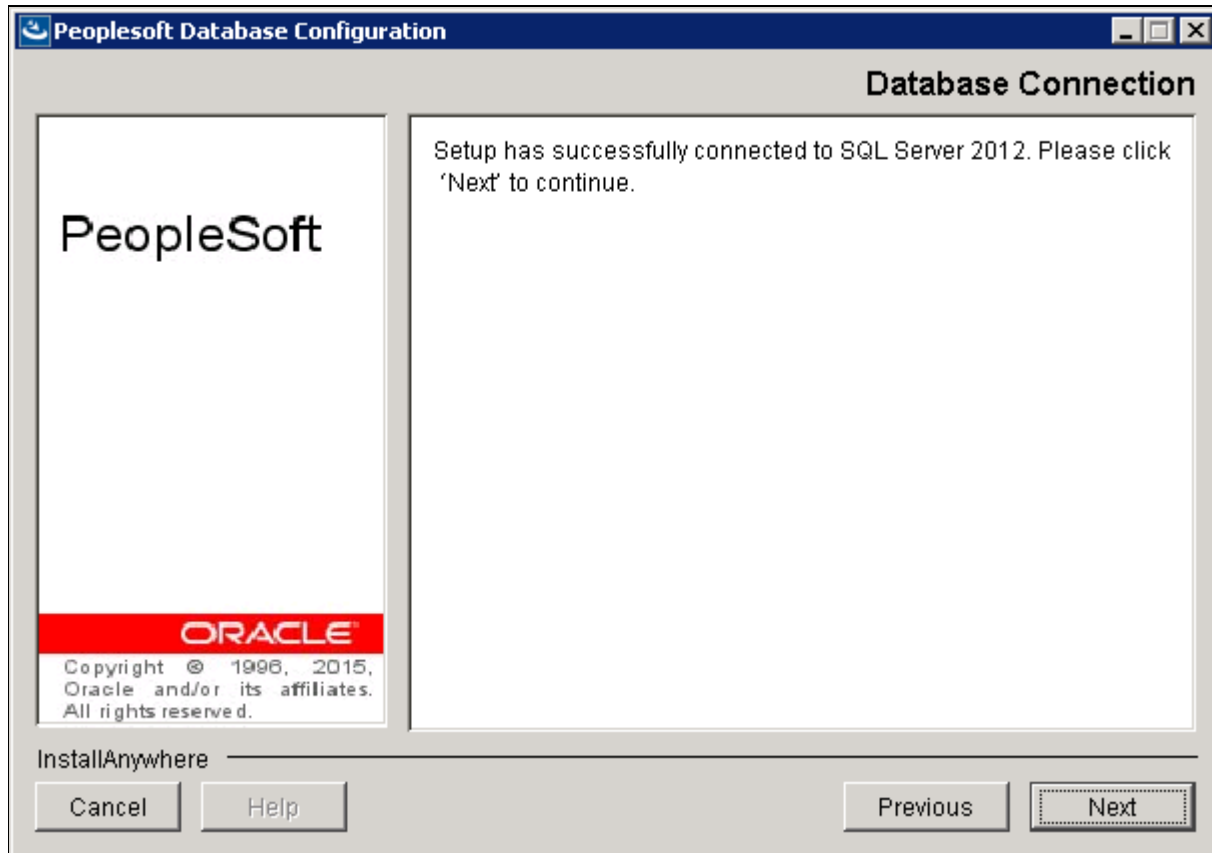 Peoplesoft Database Configuration
Database Connection
PeopleSoft
Setup has successfully connected to SQL Server 2012. Please click
‘Next’ to continue.
ORACLE
Copyright © 1996, 2015,
Oracle and/or its affiliates.
All rights reserved.
InstallAnywhere
Cancel
Help
Previous
Next